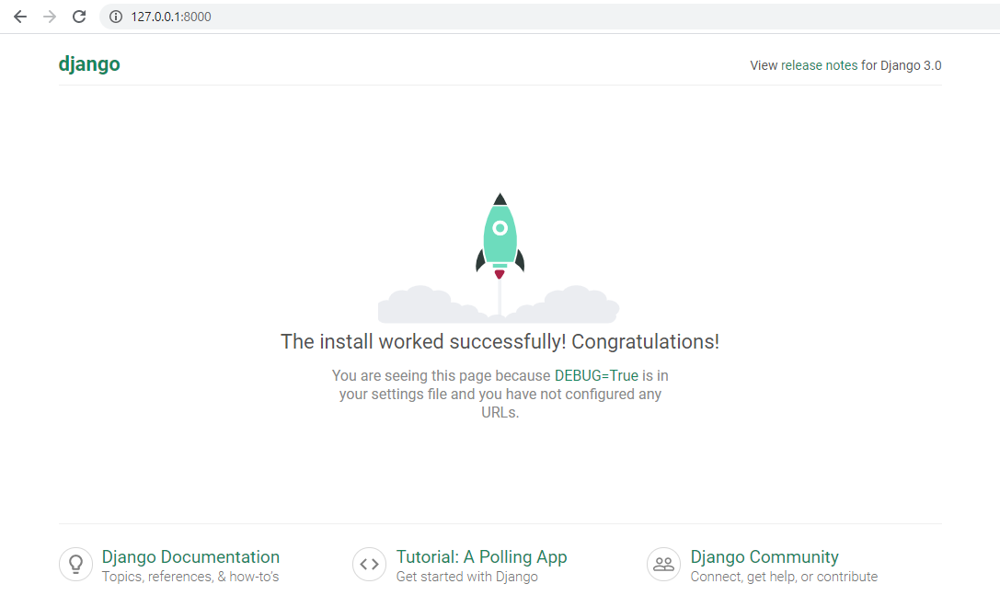 127.0.0.1:8000
django
View release notes for Django 3.0
The install worked successfully! Congratulations!
You are seeing this page because DEBUG=True is in
your settings file and you have not configured any
URLs.
Django Documentation
Topics, references, & how-to's
Tutorial: A Polling App
Get started with Django
Django Community
Connect, get help, or contribute